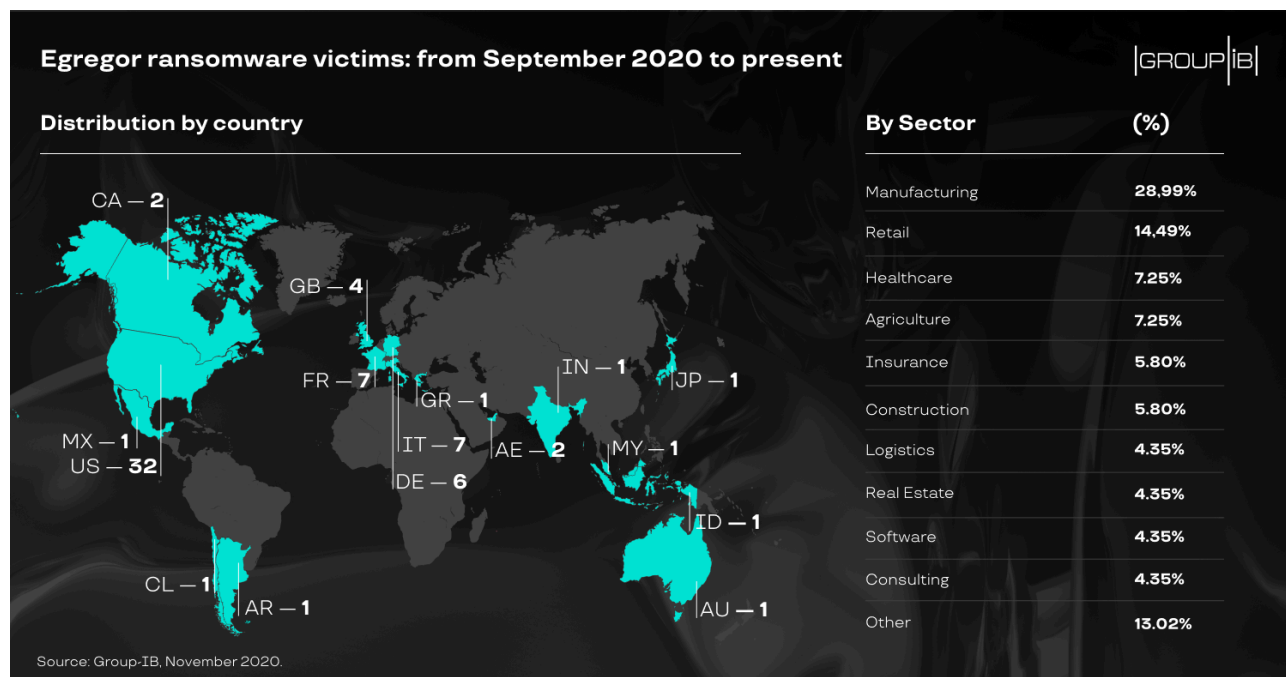 Egregor ransomware victims: from September 2020 to present
|GROUP|iB|
Distribution by country
CA — 2
GB — 4
FR — 7
IN — 1
JP — 1
GR — 1
MX — 1
IT — 7
AE — 2
MY — 1
US — 32
DE — 6
ID — 1
CL — 1
AR — 1
AU — 1
By Sector (%)
Manufacturing 28,99%
Retail 14,49%
Healthcare 7.25%
Agriculture 7.25%
Insurance 5.80%
Construction 5.80%
Logistics 4.35%
Real Estate 4.35%
Software 4.35%
Consulting 4.35%
Other 13.02%
Source: Group-IB, November 2020.